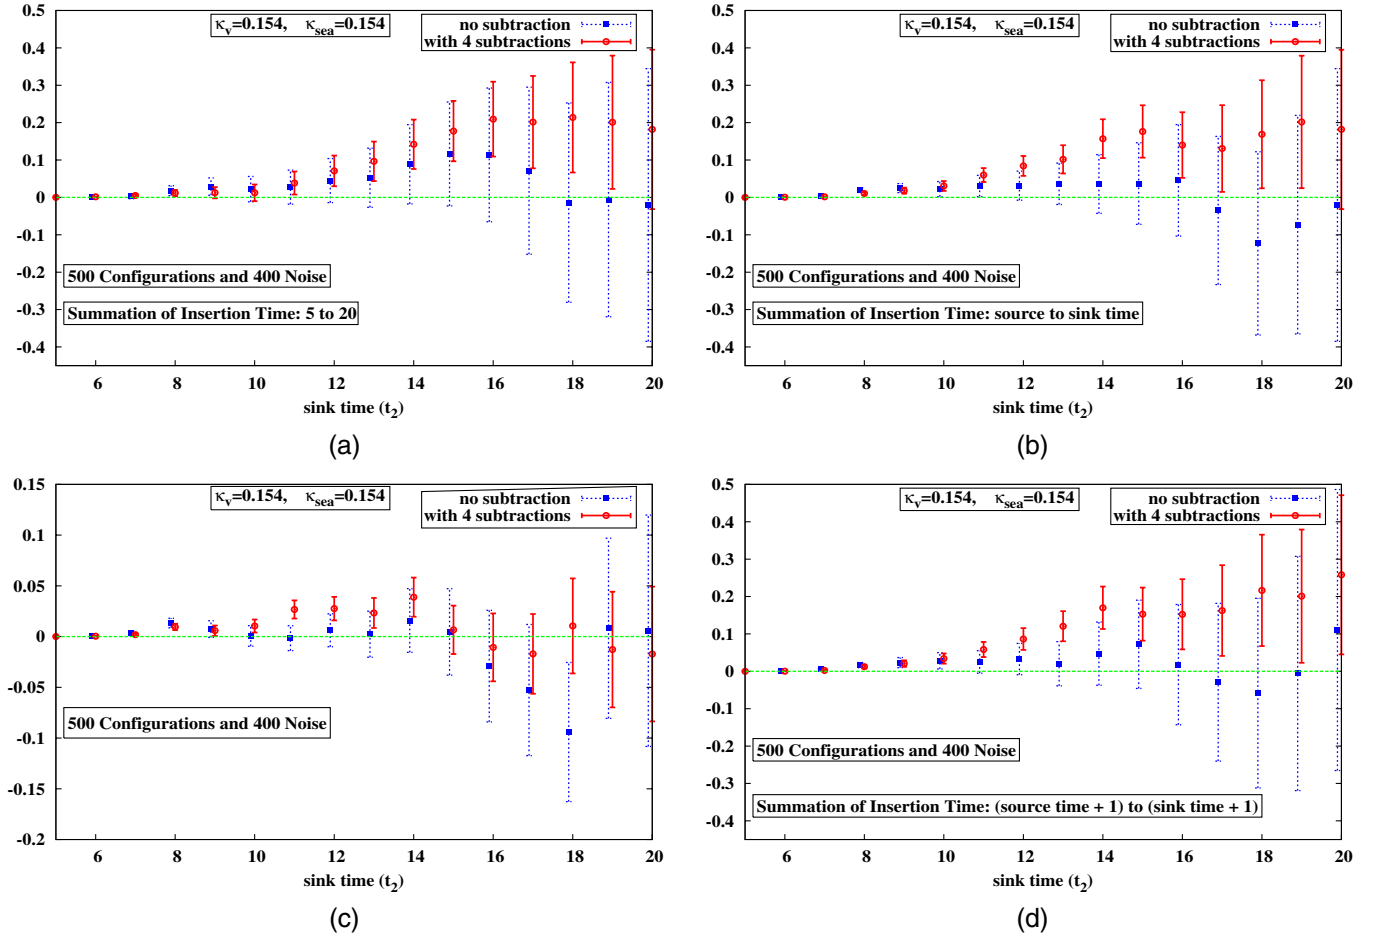 κv=0.154, κsea=0.154
no subtraction
with 4 subtractions
0.5
0.4
0.3
0.2
0.1
0
-0.1
-0.2
-0.3
-0.4
500 Configurations and 400 Noise
Summation of Insertion Time: 5 to 20
6 8 10 12 14 16 18 20
sink time (t2)
(a)
κv=0.154, κsea=0.154
no subtraction
with 4 subtractions
0.5
0.4
0.3
0.2
0.1
0
-0.1
-0.2
-0.3
-0.4
500 Configurations and 400 Noise
Summation of Insertion Time: source to sink time
6 8 10 12 14 16 18 20
sink time (t2)
(b)
κv=0.154, κsea=0.154
no subtraction
with 4 subtractions
0.15
0.1
0.05
0
-0.05
-0.1
-0.15
-0.2
500 Configurations and 400 Noise
6 8 10 12 14 16 18 20
sink time (t2)
(c)
κv=0.154, κsea=0.154
no subtraction
with 4 subtractions
0.5
0.4
0.3
0.2
0.1
0
-0.1
-0.2
-0.3
-0.4
500 Configurations and 400 Noise
Summation of Insertion Time: (source time + 1) to (sink time + 1)
6 8 10 12 14 16 18 20
sink time (t2)
(d)